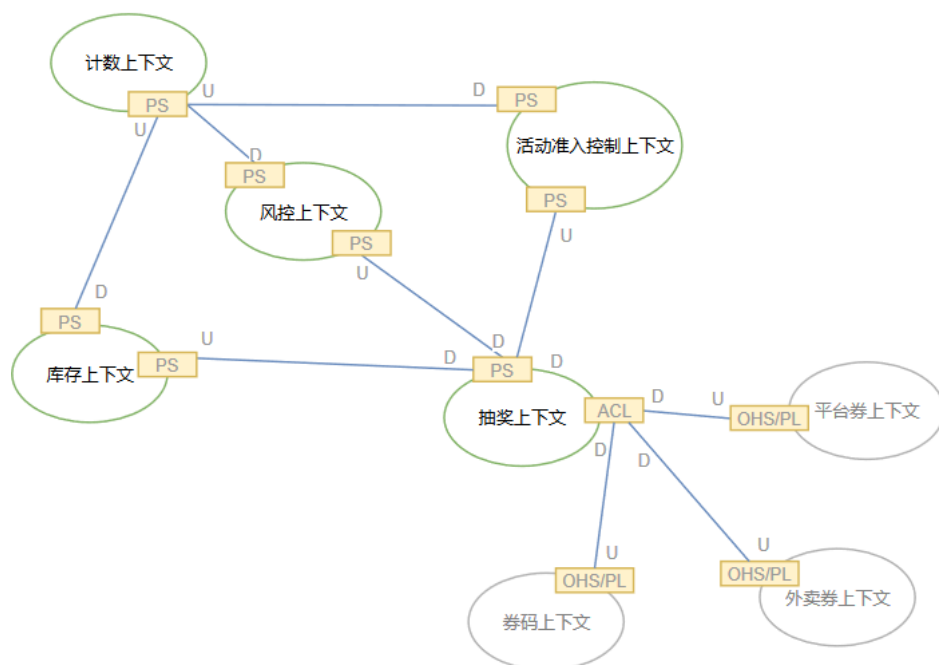 计数上下文
PS
U
D
PS
U
活动准入控制上下文
D
PS
风控上下文
PS
U
PS
U
D
PS
U
D
D
D
PS
库存上下文
PS
抽奖上下文
ACL
D
U
OHS/PL
平台券上下文
D
D
U
OHS/PL
券码上下文
U
OHS/PL
外卖券上下文